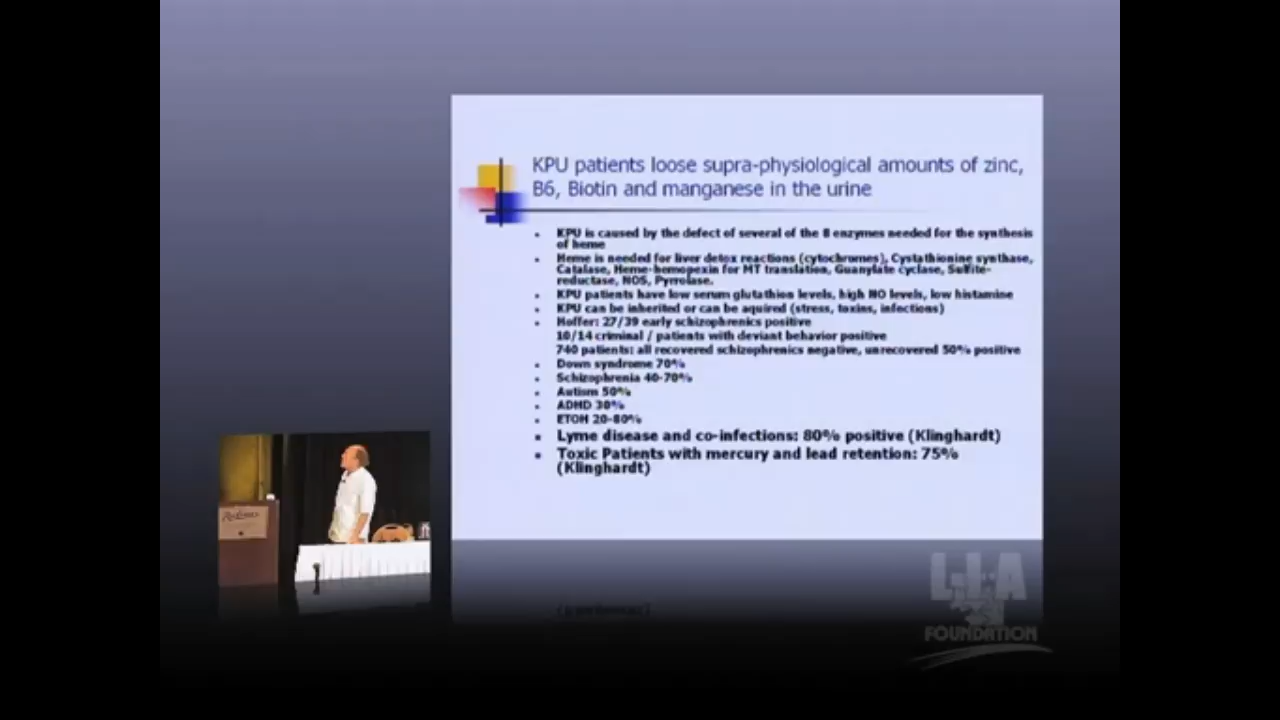 KPU patients loose supra-physiological amounts of zinc,
B6, Biotin and manganese in the urine
KPU is caused by the defect of several of the 8 enzymes needed for the synthesis
of heme
Heme is needed for liver detox reactions (cytochromes), Cystathionine synthase,
Catalase, Heme-hemopexin for MT translation, Guanylate cyclase, Sulfite-
reductase, NOS, Pyrrolase.
KPU patients have low serum glutathion levels, high NO levels, low histamine
KPU can be inherited or can be aquired (stress, toxins, infections)
Hoffer: 27/39 early schizophrenics positive
10/14 criminal / patients with deviant behavior positive
740 patients: all recovered schizophrenics negative, unrecovered 50% positive
Down syndrome 70%
Schizophrenia 40-70%
Autism 50%
ADHD 30%
ETOH 20-80%
Lyme disease and co-infections: 80% positive (Klinghardt)
Toxic Patients with mercury and lead retention: 75%
(Klinghardt)
L·I·A
FOUNDATION